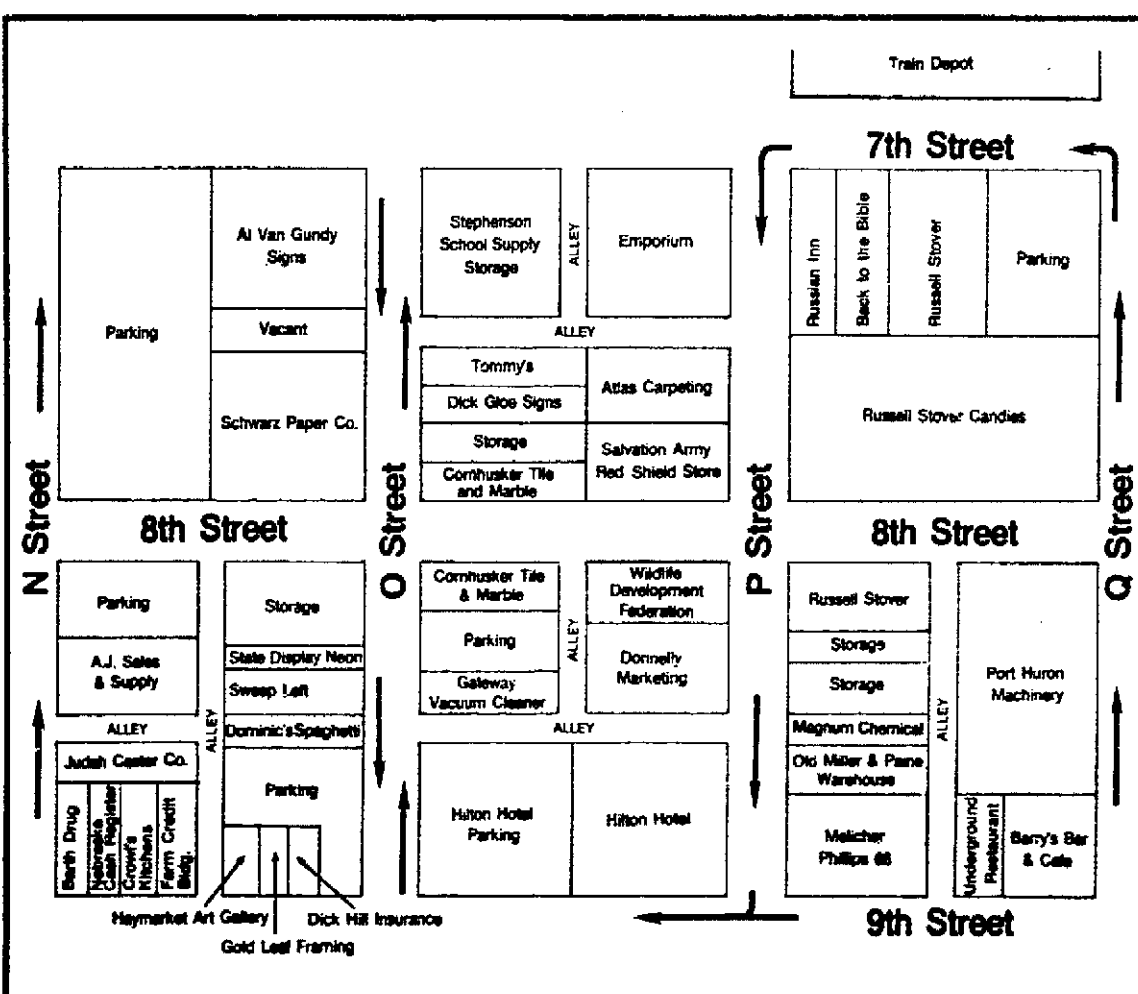 Train Depot
7th Street
Al Van Gundy
Signs
Vacant
Parking
Schwarz Paper Co.
Stephenson
School Supply
Storage
ALLEY
Emporium
ALLEY
Tommy's
Dick Gloe Signs
Storage
Cornhusker Tile
and Marble
Atlas Carpeting
Salvation Army
Red Shield Store
Russian Inn
Back to the Bible
Russell Stover
Parking
Russell Stover Candies
N Street
8th Street
O Street
P Street
8th Street
Q Street
Parking
A.J. Sales
& Supply
ALLEY
Judah Caster Co.
Barth Drug
Nebraska
Cash Register
Crowl's
Kitchens
Farm Credit
Bldg.
ALLEY
Storage
State Display Neon
Sweep Left
Dominic's Spaghetti
Parking
Haymarket Art Gallery
Gold Leaf Framing
Dick Hill Insurance
Cornhusker Tile
& Marble
Parking
Gateway
Vacuum Cleaner
ALLEY
Wildlife
Development
Federation
Donnelly
Marketing
ALLEY
Hilton Hotel
Parking
Hilton Hotel
Russell Stover
Storage
Storage
Magnum Chemical
Old Miller & Paine
Warehouse
Melicher
Phillips 66
ALLEY
Port Huron
Machinery
Underground
Restaurant
Barry's Bar
& Cafe
9th Street